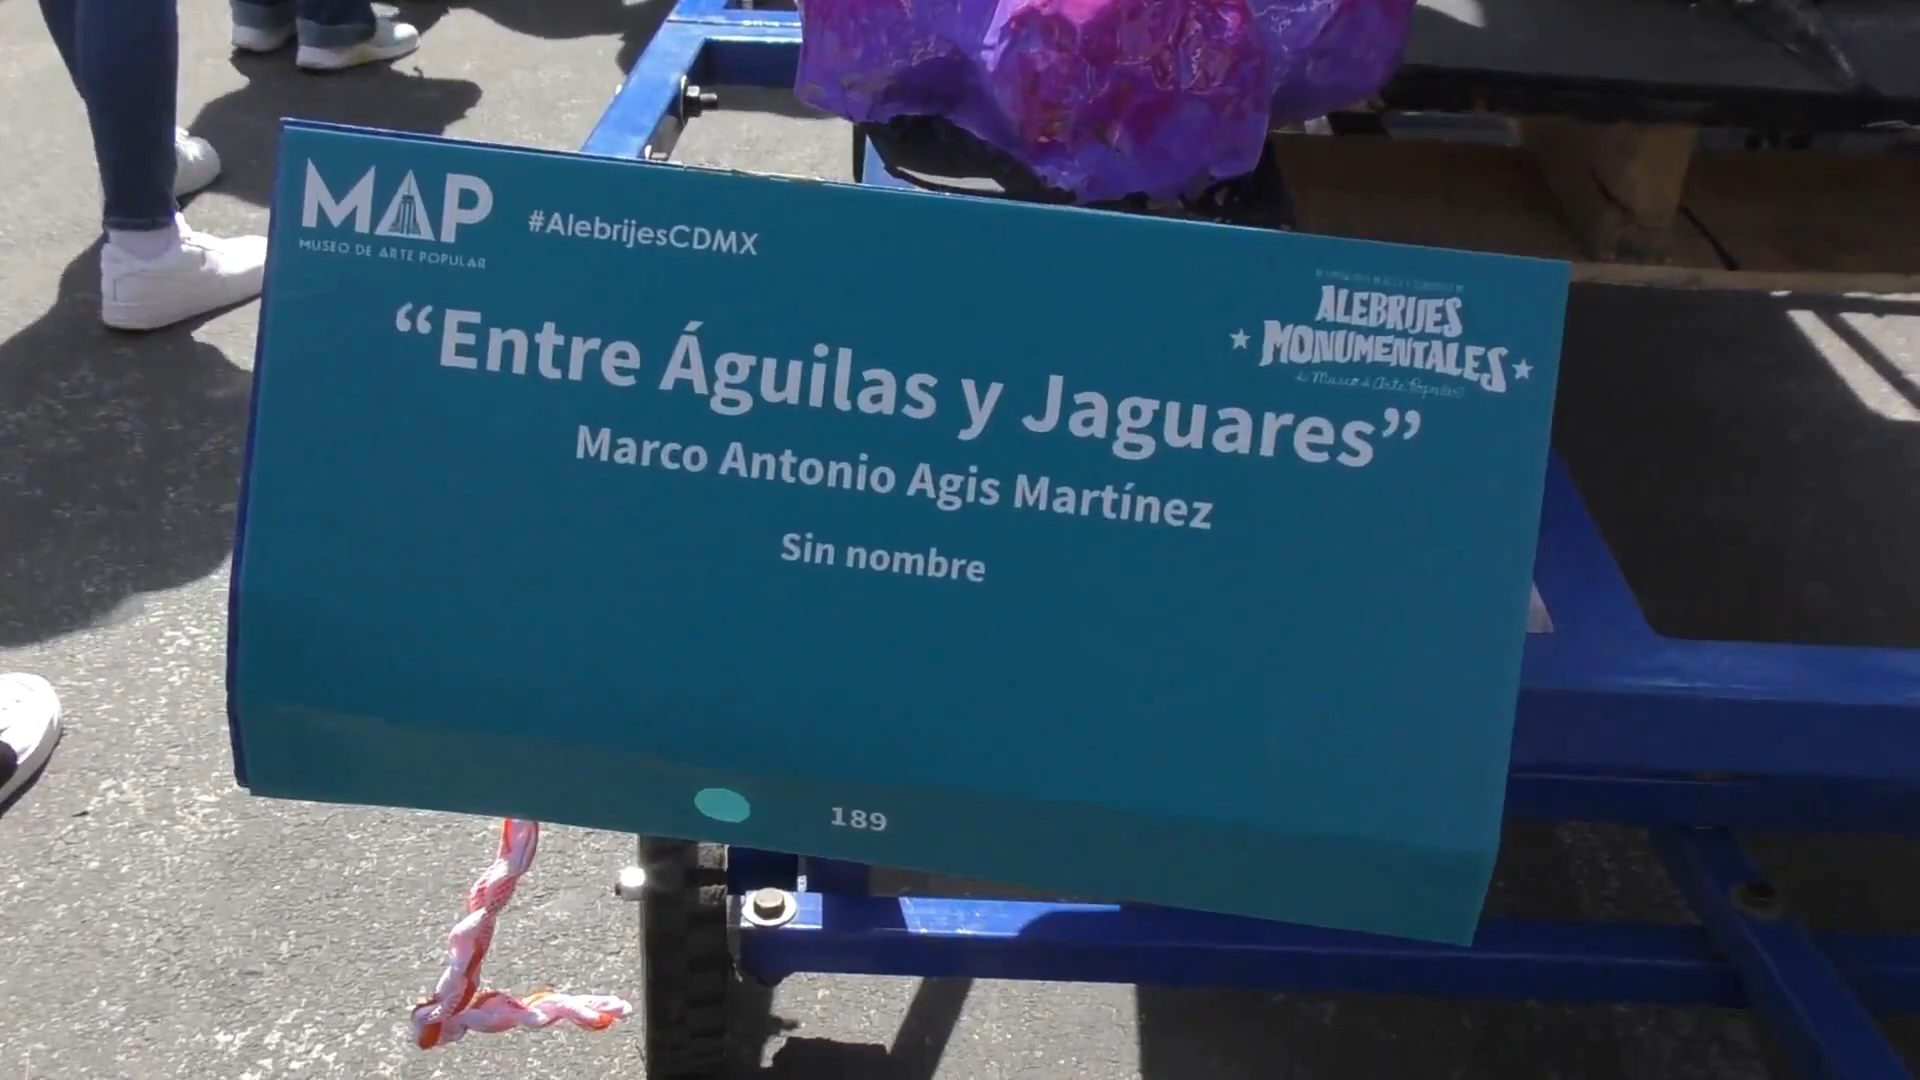 MAP
MUSEO DE ARTE POPULAR
#AlebrijesCDMX
ALEBRIJES
MONUMENTALES
“Entre Águilas y Jaguares”
Marco Antonio Agis Martínez
Sin nombre
189